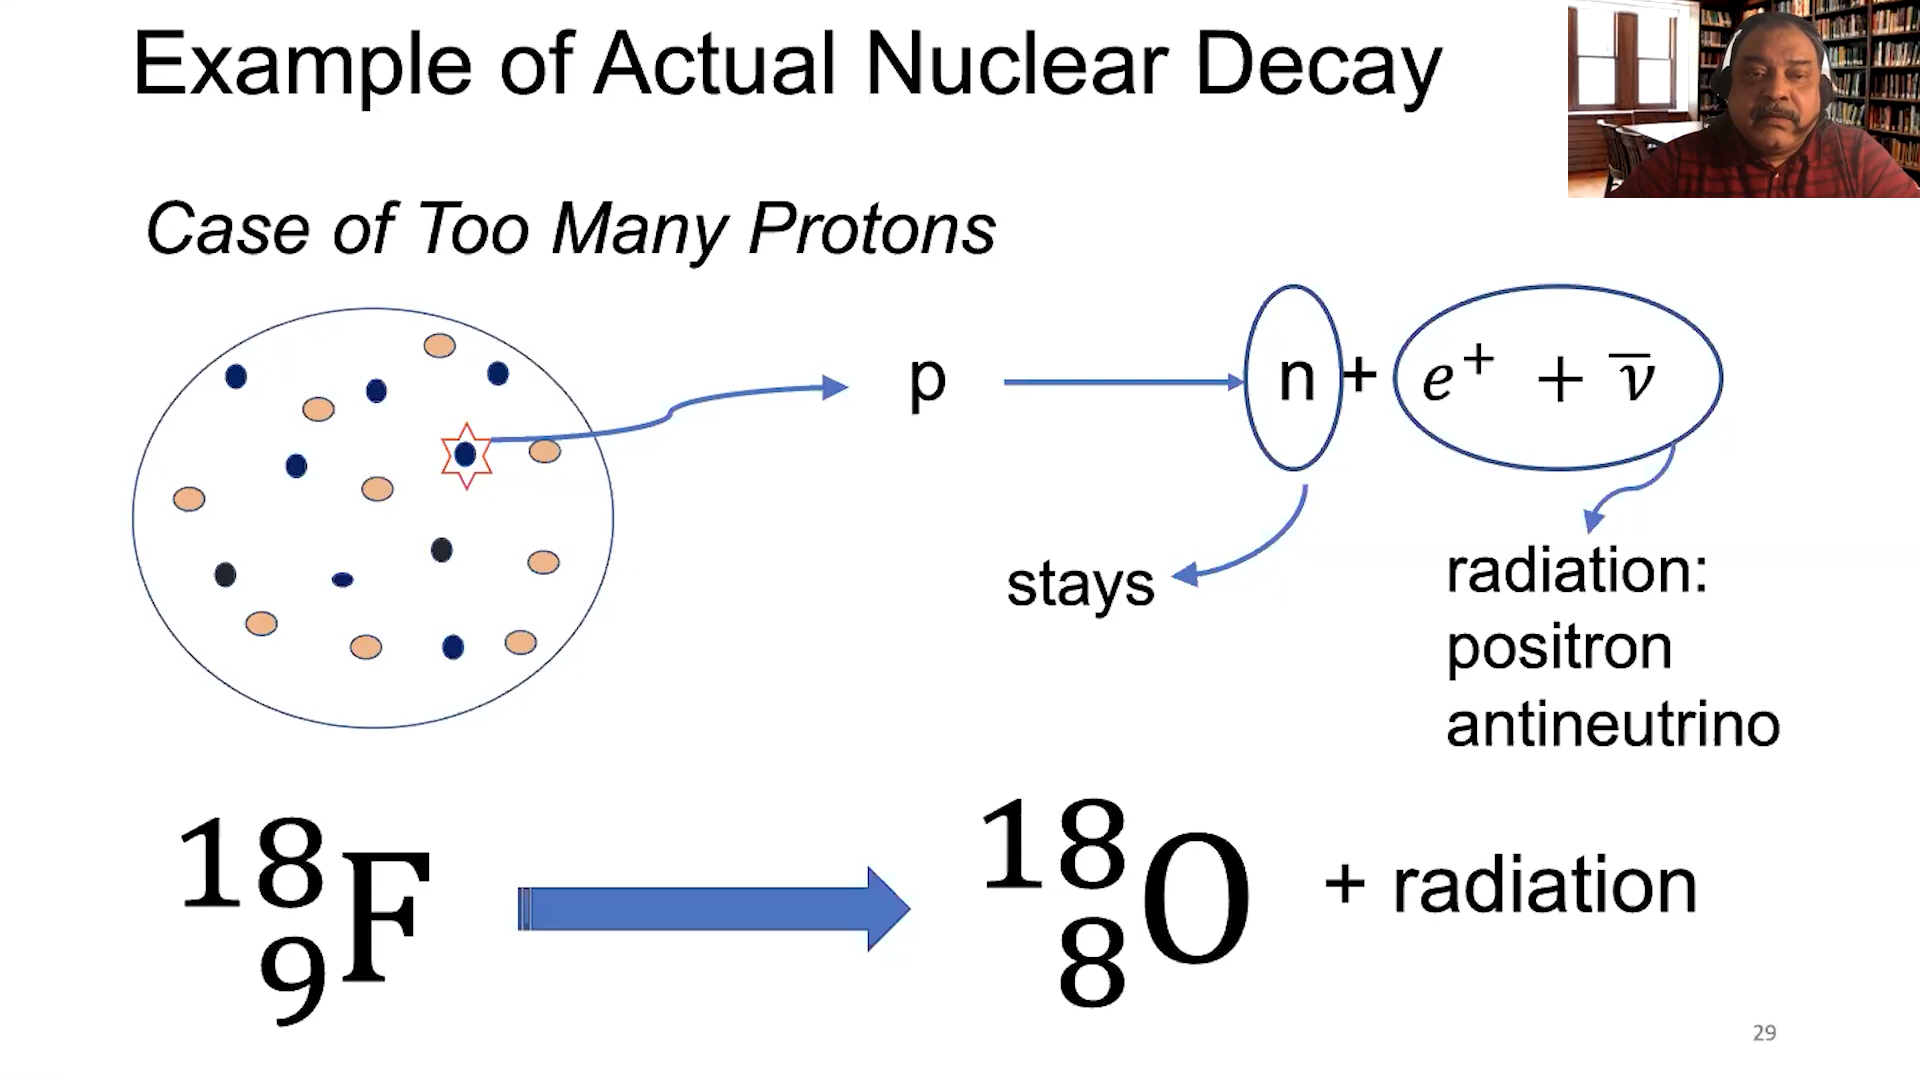 Example of Actual Nuclear Decay
Case of Too Many Protons
p
n + e⁺ + ν̅
stays
radiation:
positron
antineutrino
¹⁸₉F
¹⁸₈O + radiation
29